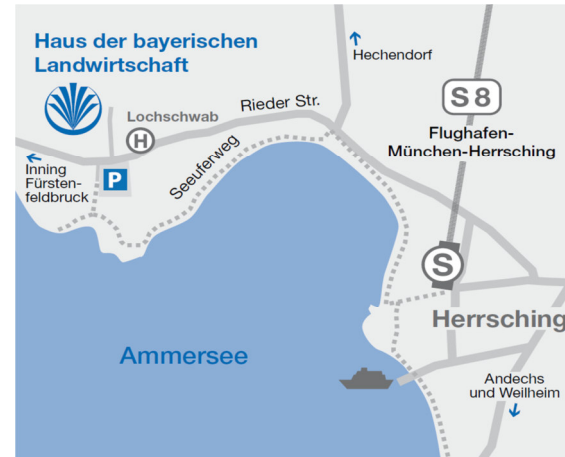 Haus der bayerischen
Landwirtschaft
Hechendorf
S 8
Lochschwab
Rieder Str.
H
Flughafen-
München-Herrsching
Seeuferweg
Inning
Fürsten-
feldbruck
P
S
Herrsching
Ammersee
Andechs
und Weilheim